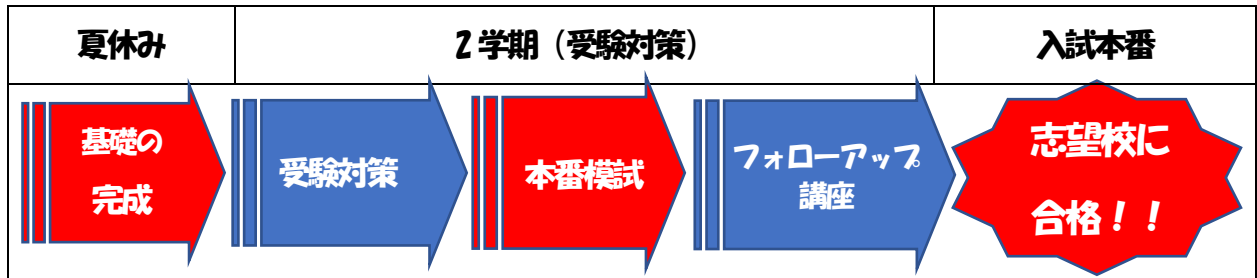 夏休み
2学期（受験対策）
入試本番
基礎の
完成
受験対策
本番模試
フォローアップ
講座
志望校に
合格！！